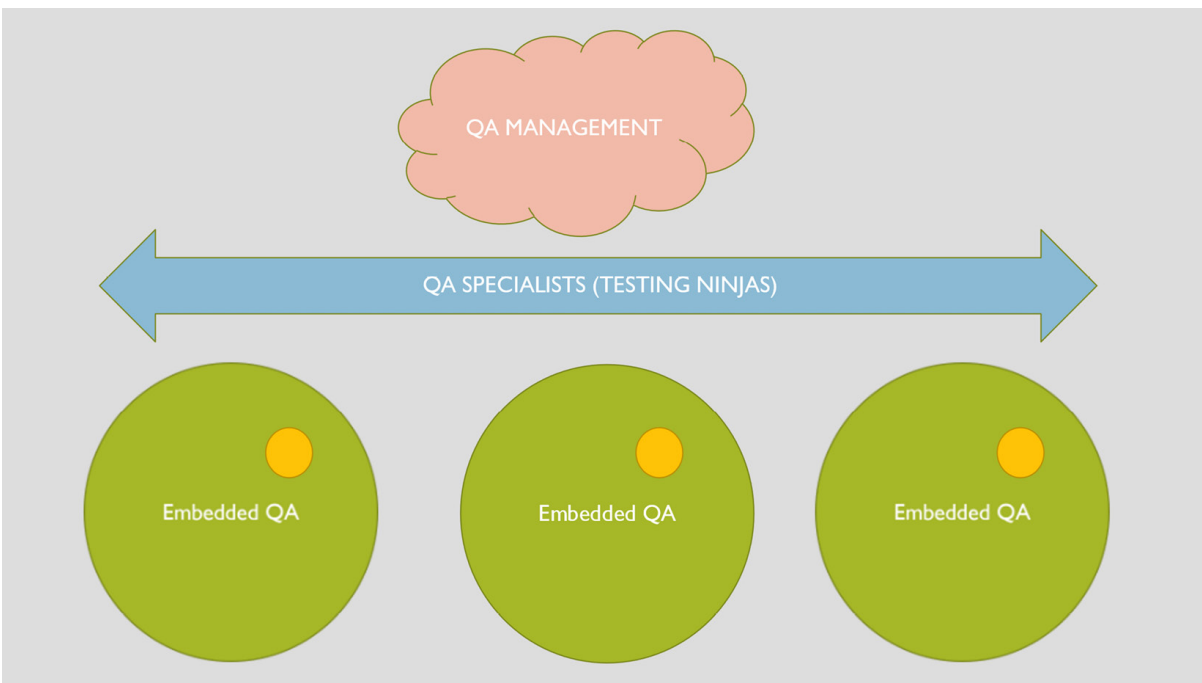 QA MANAGEMENT
QA SPECIALISTS (TESTING NINJAS)
Embedded QA
Embedded QA
Embedded QA